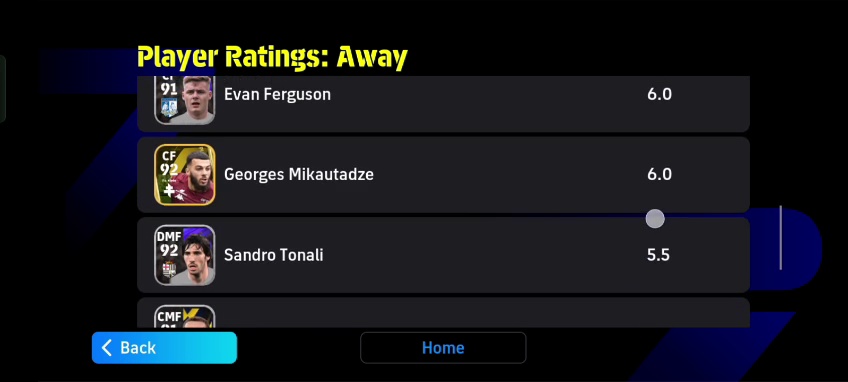 Player Ratings: Away
CF
91
Evan Ferguson
6.0
CF
92
Georges Mikautadze
6.0
DMF
92
Sandro Tonali
5.5
CMF
Back
Home